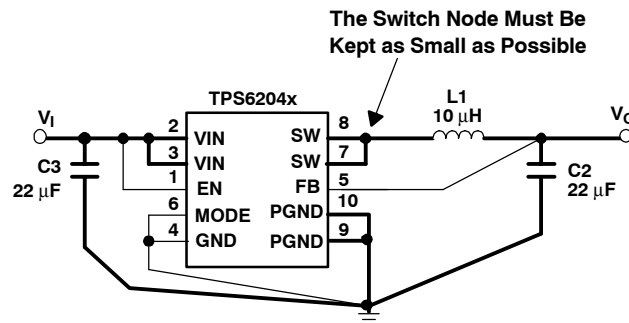 The Switch Node Must Be
Kept as Small as Possible
TPS6204x
L1
10 µH
VI
VO
C3
22 µF
C2
22 µF
2 VIN
3 VIN
1 EN
6 MODE
4 GND
SW 8
SW 7
FB 5
PGND 10
PGND 9